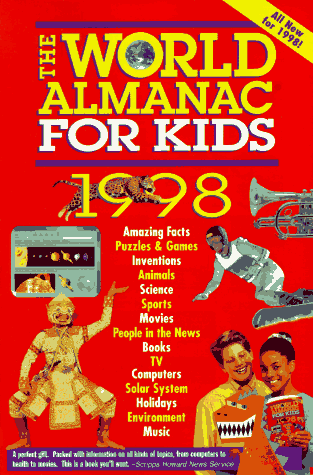 All New
for 1998!
THE
WORLD
ALMANAC
FOR KIDS
1998
Amazing Facts
Puzzles & Games
Inventions
Animals
Science
Sports
Movies
People in the News
Books
TV
Computers
Solar System
Holidays
Environment
Music
A perfect gift. Packed with information on all kinds of topics, from computers
to health to movies. This is a book you'll want. –Scripps Howard News Service